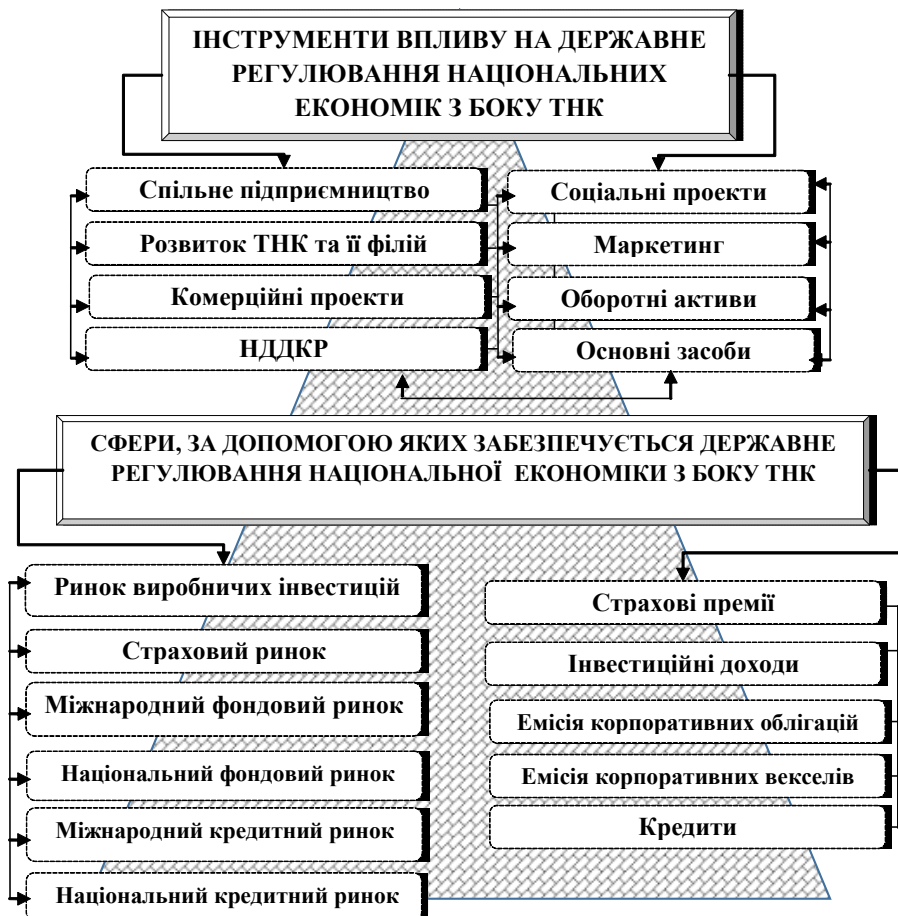 ІНСТРУМЕНТИ ВПЛИВУ НА ДЕРЖАВНЕ
РЕГУЛЮВАННЯ НАЦІОНАЛЬНИХ
ЕКОНОМІК З БОКУ ТНК
Спільне підприємництво
Розвиток ТНК та її філій
Комерційні проекти
НДДКР
Соціальні проекти
Маркетинг
Оборотні активи
Основні засоби
СФЕРИ, ЗА ДОПОМОГОЮ ЯКИХ ЗАБЕЗПЕЧУЄТЬСЯ ДЕРЖАВНЕ
РЕГУЛЮВАННЯ НАЦІОНАЛЬНОЇ ЕКОНОМІКИ З БОКУ ТНК
Ринок виробничих інвестицій
Страховий ринок
Міжнародний фондовий ринок
Національний фондовий ринок
Міжнародний кредитний ринок
Національний кредитний ринок
Страхові премії
Інвестиційні доходи
Емісія корпоративних облігацій
Емісія корпоративних векселів
Кредити